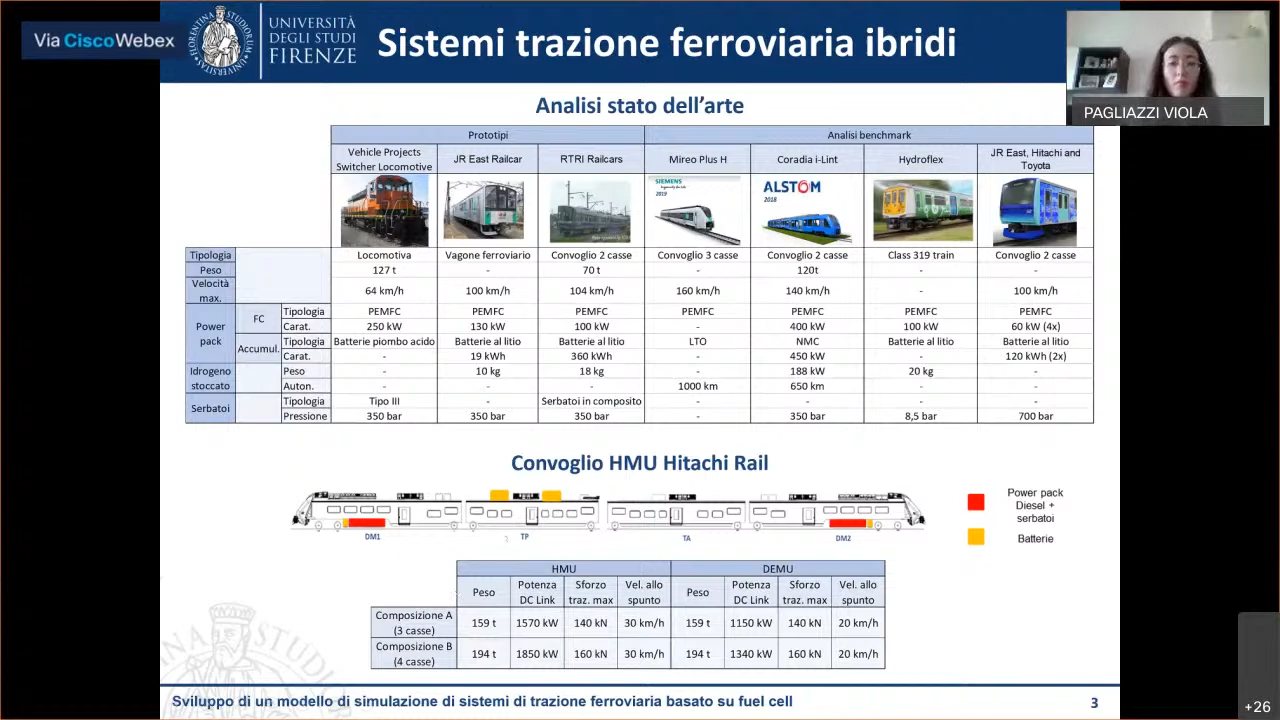 Via Cisco Webex
UNIVERSITÀ
DEGLI STUDI
FIRENZE
Sistemi trazione ferroviaria ibridi
PAGLIAZZI VIOLA
Analisi stato dell'arte
Prototipi Analisi benchmark
Vehicle Projects Switcher Locomotive JR East Railcar RTRI Railcars Mireo Plus H Coradia i-Lint Hydroflex JR East, Hitachi and Toyota
SIEMENS
2019
ALSTOM
2018
Tipologia Locomotiva Vagone ferroviario Convoglio 2 casse Convoglio 3 casse Convoglio 2 casse Class 319 train Convoglio 2 casse
Peso 127 t - 70 t - 120t - -
Velocità max. 64 km/h 100 km/h 104 km/h 160 km/h 140 km/h - 100 km/h
Power pack FC Tipologia PEMFC PEMFC PEMFC PEMFC PEMFC PEMFC PEMFC
Carat. 250 kW 130 kW 100 kW - 400 kW 100 kW 60 kW (4x)
Accumul. Tipologia Batterie piombo acido Batterie al litio Batterie al litio LTO NMC Batterie al litio Batterie al litio
Carat. - 19 kWh 360 kWh - 450 kW - 120 kWh (2x)
Idrogeno stoccato Peso - 10 kg 18 kg - 188 kW 20 kg -
Auton. - - - 1000 km 650 km - -
Serbatoi Tipologia Tipo III - Serbatoi in composito - - - -
Pressione 350 bar 350 bar 350 bar - 350 bar 8,5 bar 700 bar
Convoglio HMU Hitachi Rail
DM1 TP TA DM2
Power pack
Diesel +
serbatoi
Batterie
HMU DEMU
Peso Potenza DC Link Sforzo traz. max Vel. allo spunto Peso Potenza DC Link Sforzo traz. max Vel. allo spunto
Composizione A (3 casse) 159 t 1570 kW 140 kN 30 km/h 159 t 1150 kW 140 kN 20 km/h
Composizione B (4 casse) 194 t 1850 kW 160 kN 30 km/h 194 t 1340 kW 160 kN 20 km/h
Sviluppo di un modello di simulazione di sistemi di trazione ferroviaria basato su fuel cell
3
+26